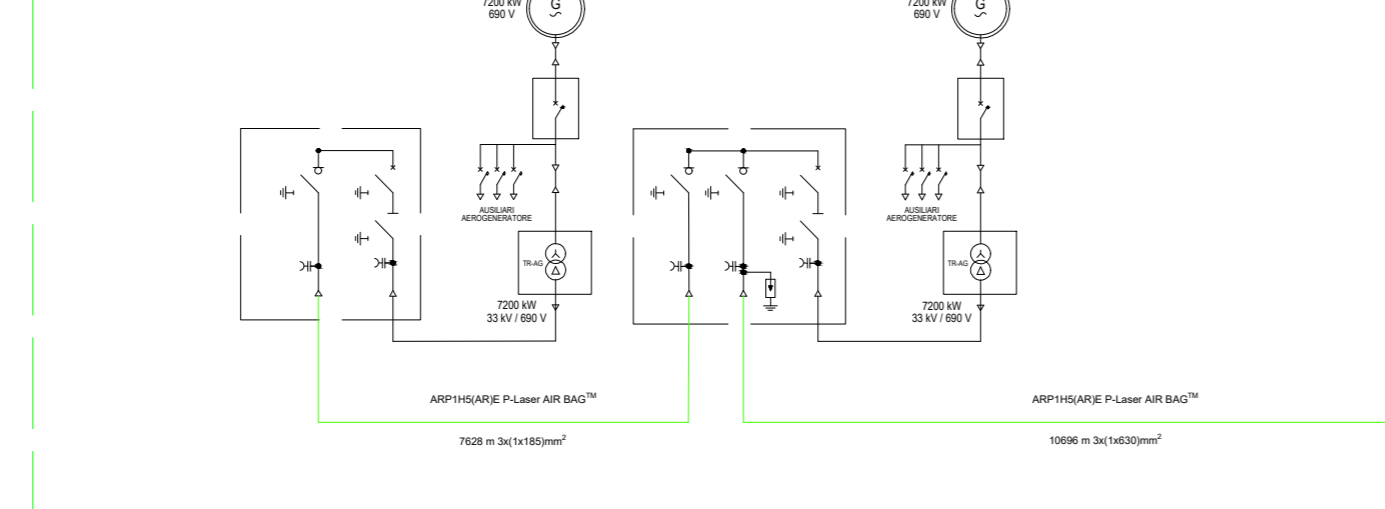 7200 kW
690 V
G
7200 kW
690 V
G
AUSILIARI
AEROGENERATORE
AUSILIARI
AEROGENERATORE
TR-AG
TR-AG
7200 kW
33 kV / 690 V
7200 kW
33 kV / 690 V
ARP1H5(AR)E P-Laser AIR BAG™
ARP1H5(AR)E P-Laser AIR BAG™
7628 m 3x(1x185)mm²
10696 m 3x(1x630)mm²